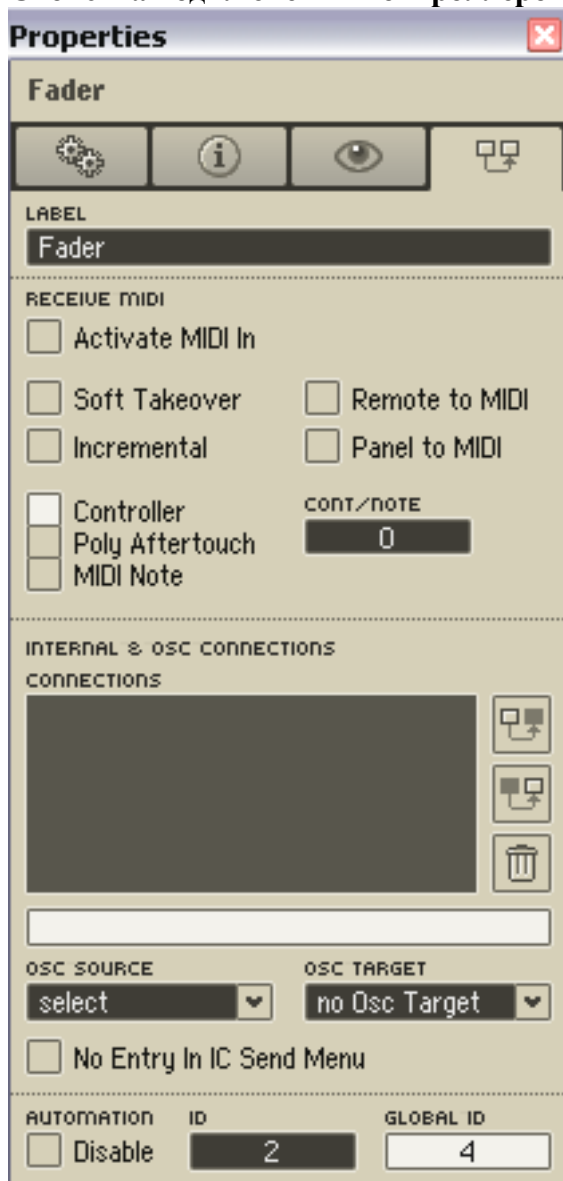 Properties
Fader
LABEL
Fader
RECEIVE MIDI
Activate MIDI In
Soft Takeover Remote to MIDI
Incremental Panel to MIDI
Controller CONT/NOTE
Poly Aftertouch 0
MIDI Note
INTERNAL & OSC CONNECTIONS
CONNECTIONS
OSC SOURCE OSC TARGET
select no Osc Target
No Entry In IC Send Menu
AUTOMATION ID GLOBAL ID
Disable 2 4